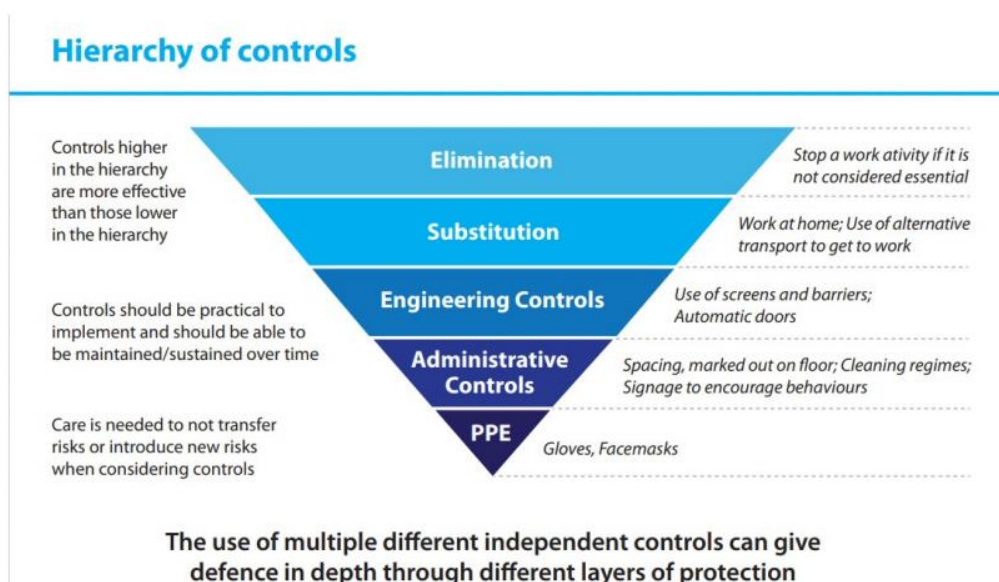 Hierarchy of controls
Controls higher
in the hierarchy
are more effective
than those lower
in the hierarchy
Elimination
Stop a work ativity if it is
not considered essential
Substitution
Work at home; Use of alternative
transport to get to work
Engineering Controls
Use of screens and barriers;
Automatic doors
Controls should be practical to
implement and should be able to
be maintained/sustained over time
Administrative
Controls
Spacing, marked out on floor; Cleaning regimes;
Signage to encourage behaviours
Care is needed to not transfer
risks or introduce new risks
when considering controls
PPE
Gloves, Facemasks
The use of multiple different independent controls can give
defence in depth through different layers of protection